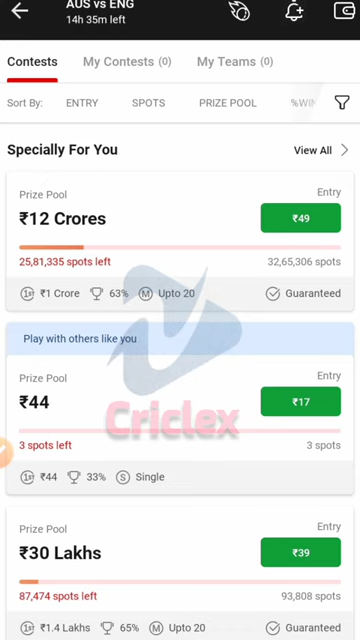 AUS vs ENG
14h 35m left
Contests My Contests (0) My Teams (0)
Sort By: ENTRY SPOTS PRIZE POOL %WIN
Specially For You View All
Prize Pool Entry
₹12 Crores ₹49
25,81,335 spots left 32,65,306 spots
1st ₹1 Crore 63% M Upto 20 Guaranteed
Play with others like you
Prize Pool Entry
₹44 ₹17
Criclex
3 spots left 3 spots
1st ₹44 33% S Single
Prize Pool Entry
₹30 Lakhs ₹39
87,474 spots left 93,808 spots
1st ₹1.4 Lakhs 65% M Upto 20 Guaranteed